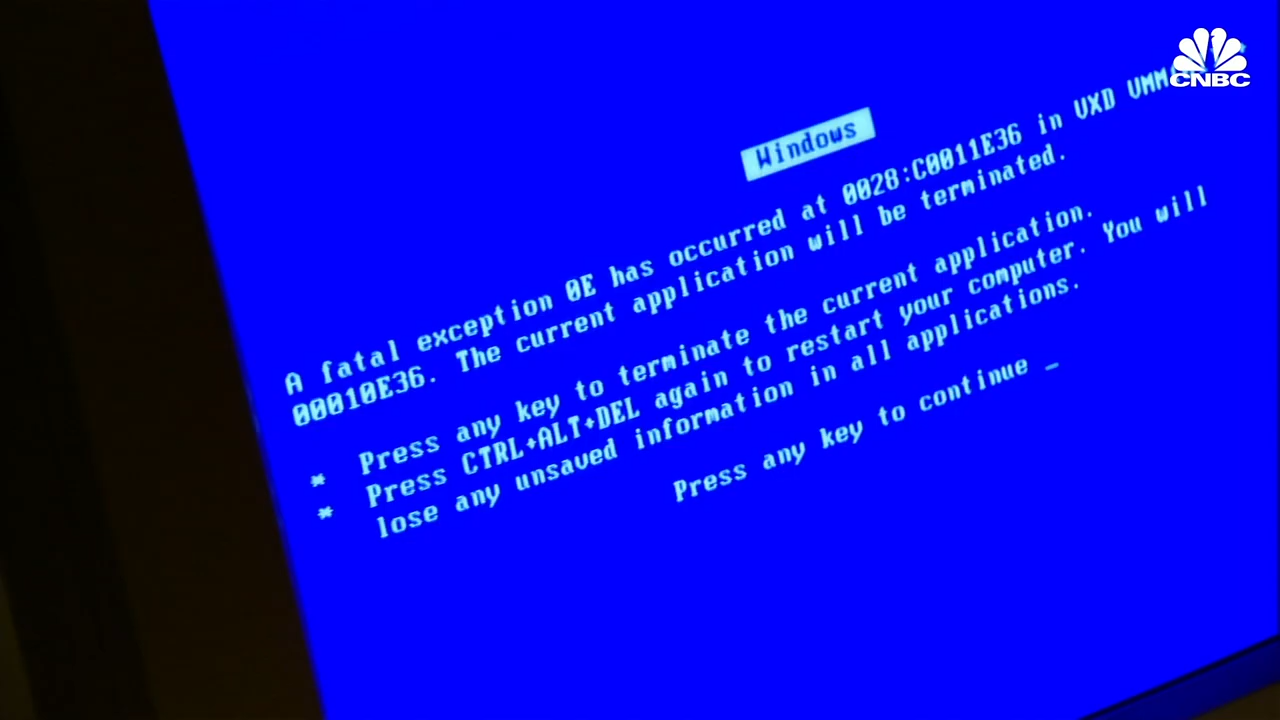 CNBC
Windows
A fatal exception 0E has occurred at 0028:C0011E36 in VXD
00010E36. The current application will be terminated.
* Press any key to terminate the current application.
* Press CTRL+ALT+DEL again to restart your computer. You will
lose any unsaved information in all applications.
Press any key to continue _